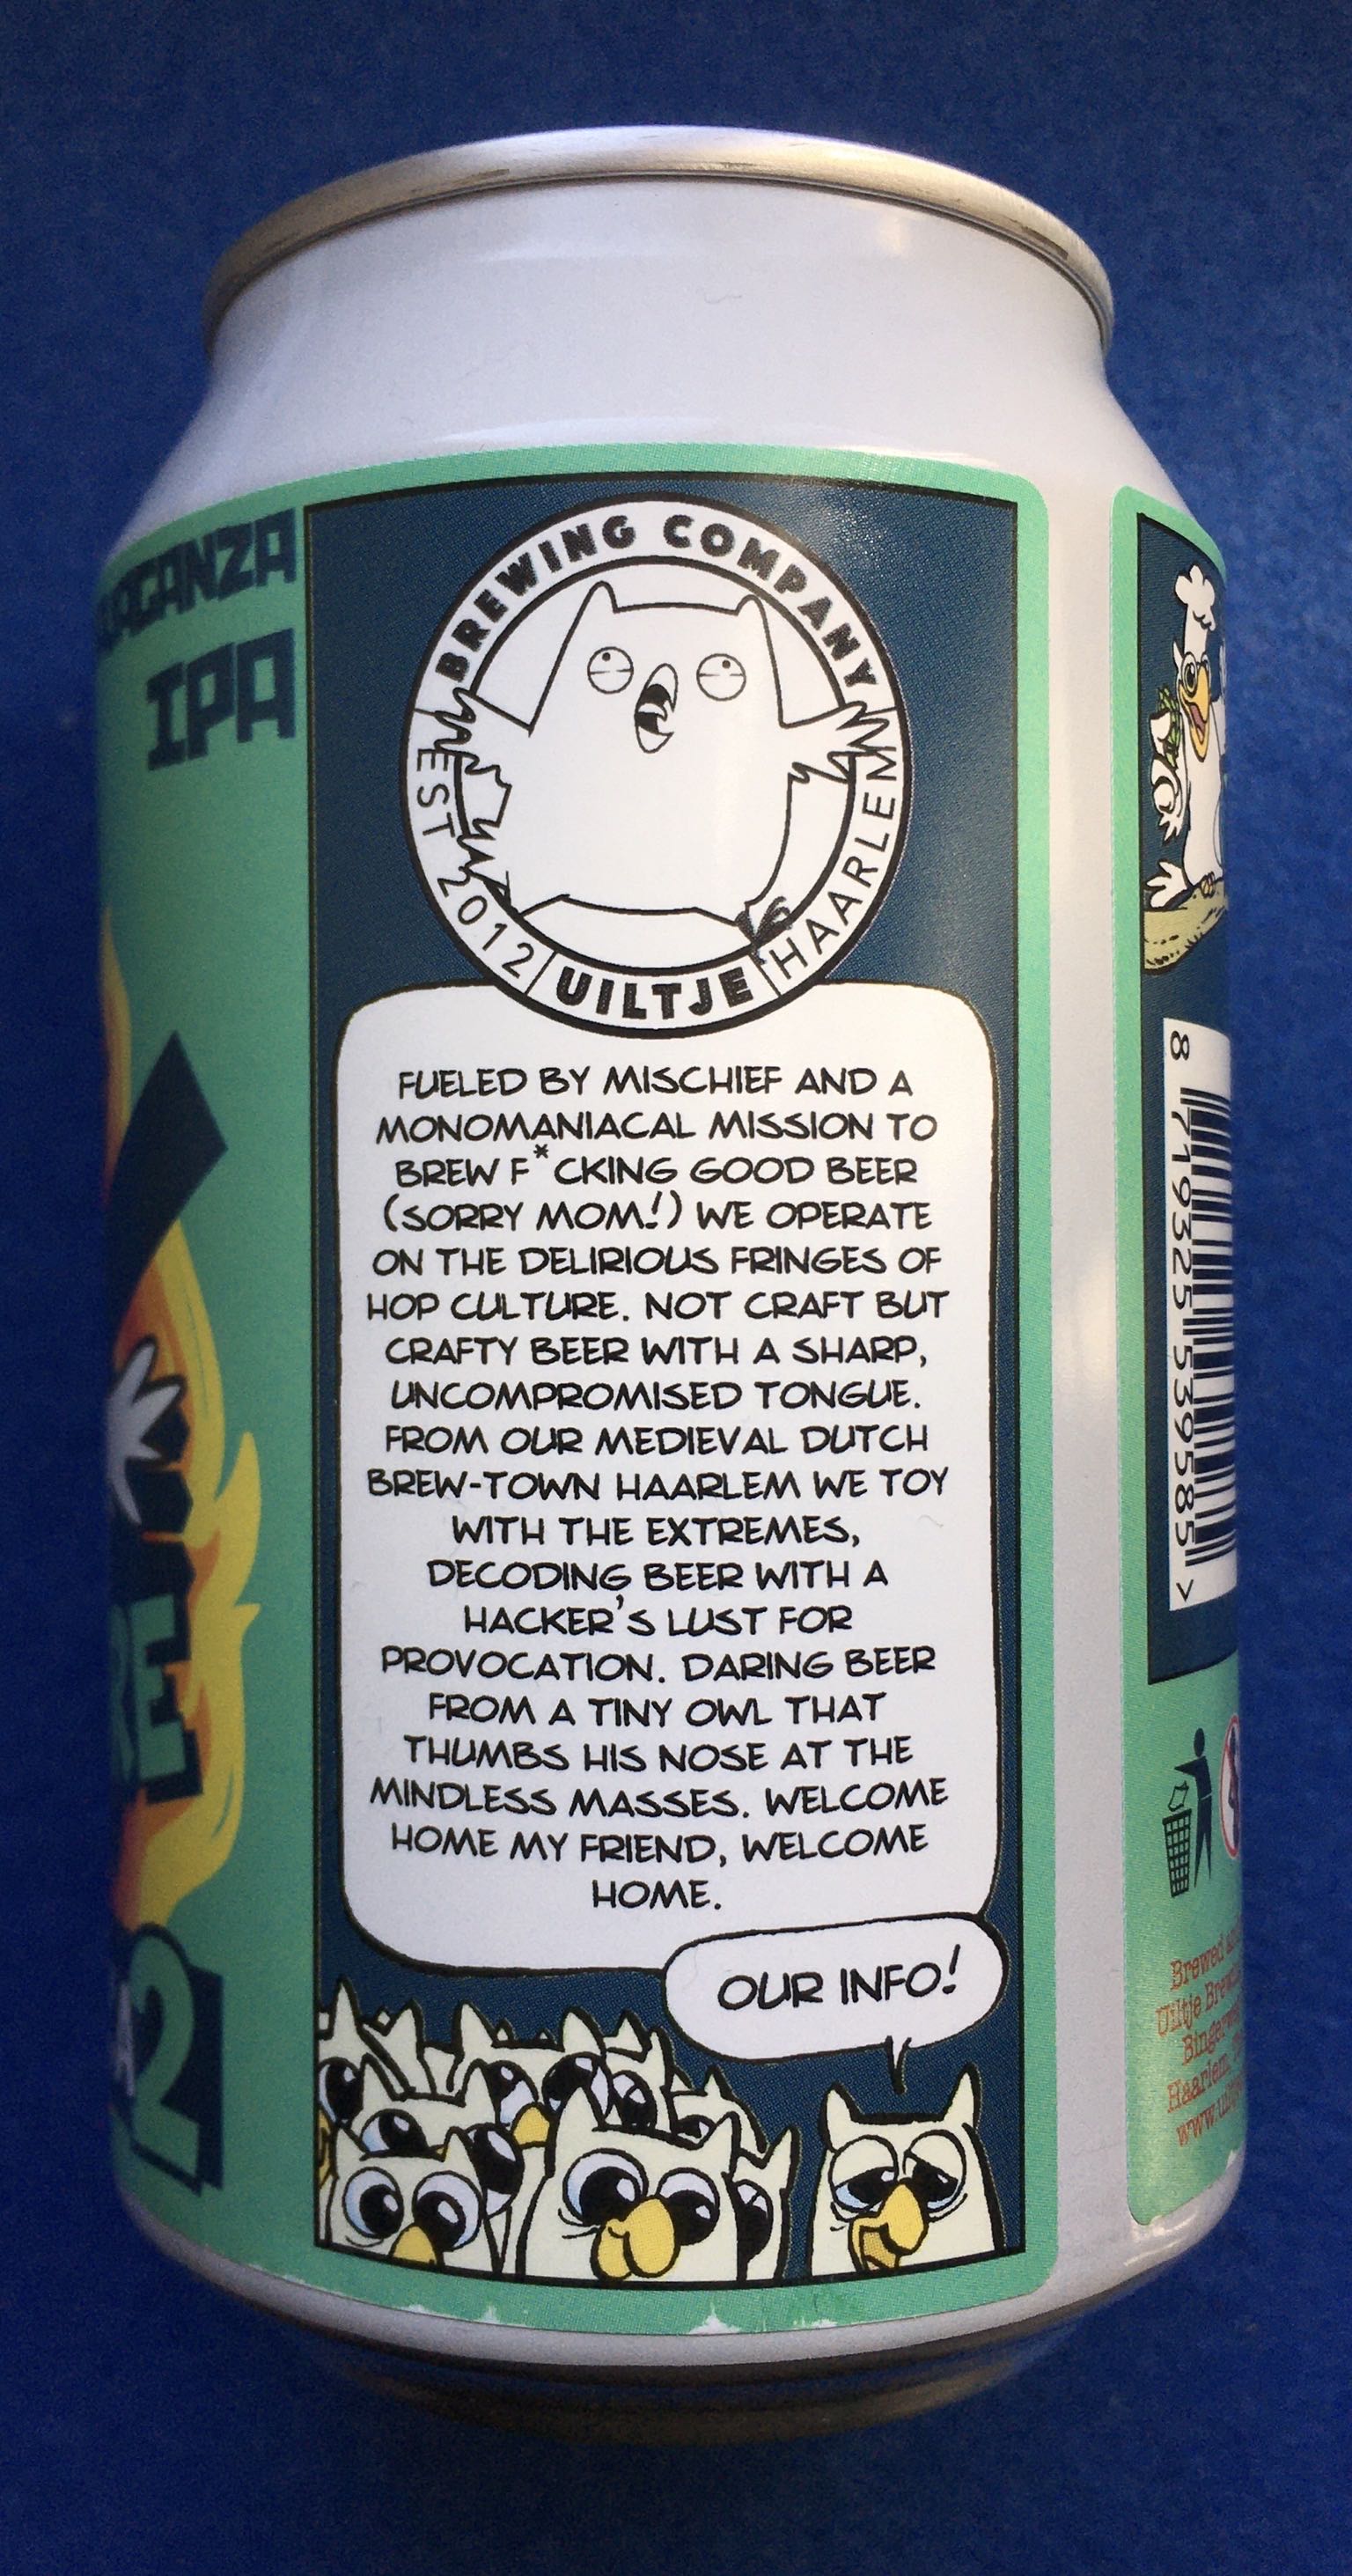 IPA
BREWING COMPANY
EST 2012
UILTJE
HAARLEM
FUELED BY MISCHIEF AND A
MONOMANIACAL MISSION TO
BREW F*CKING GOOD BEER
(SORRY MOM!) WE OPERATE
ON THE DELIRIOUS FRINGES OF
HOP CULTURE. NOT CRAFT BUT
CRAFTY BEER WITH A SHARP,
UNCOMPROMISED TONGUE.
FROM OUR MEDIEVAL DUTCH
BREW-TOWN HAARLEM WE TOY
WITH THE EXTREMES,
DECODING BEER WITH A
HACKER'S LUST FOR
PROVOCATION. DARING BEER
FROM A TINY OWL THAT
THUMBS HIS NOSE AT THE
MINDLESS MASSES. WELCOME
HOME MY FRIEND, WELCOME
HOME.
OUR INFO!
2
8 719325 539585 >
Brewed
Uiltje
Haarlem,